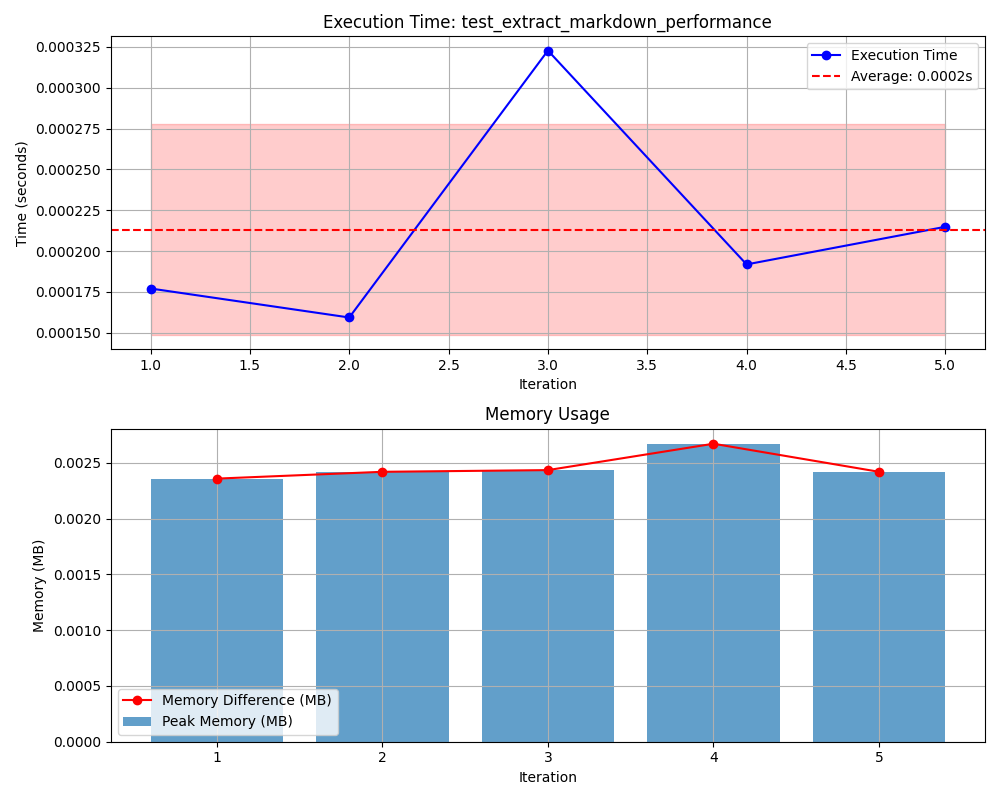 Execution Time: test_extract_markdown_performance
0.000325
0.000300
0.000275
0.000250
0.000225
0.000200
0.000175
0.000150
Time (seconds)
Execution Time
Average: 0.0002s
1.0 1.5 2.0 2.5 3.0 3.5 4.0 4.5 5.0
Iteration
Memory Usage
0.0025
0.0020
0.0015
0.0010
0.0005
0.0000
Memory (MB)
Memory Difference (MB)
Peak Memory (MB)
1 2 3 4 5
Iteration